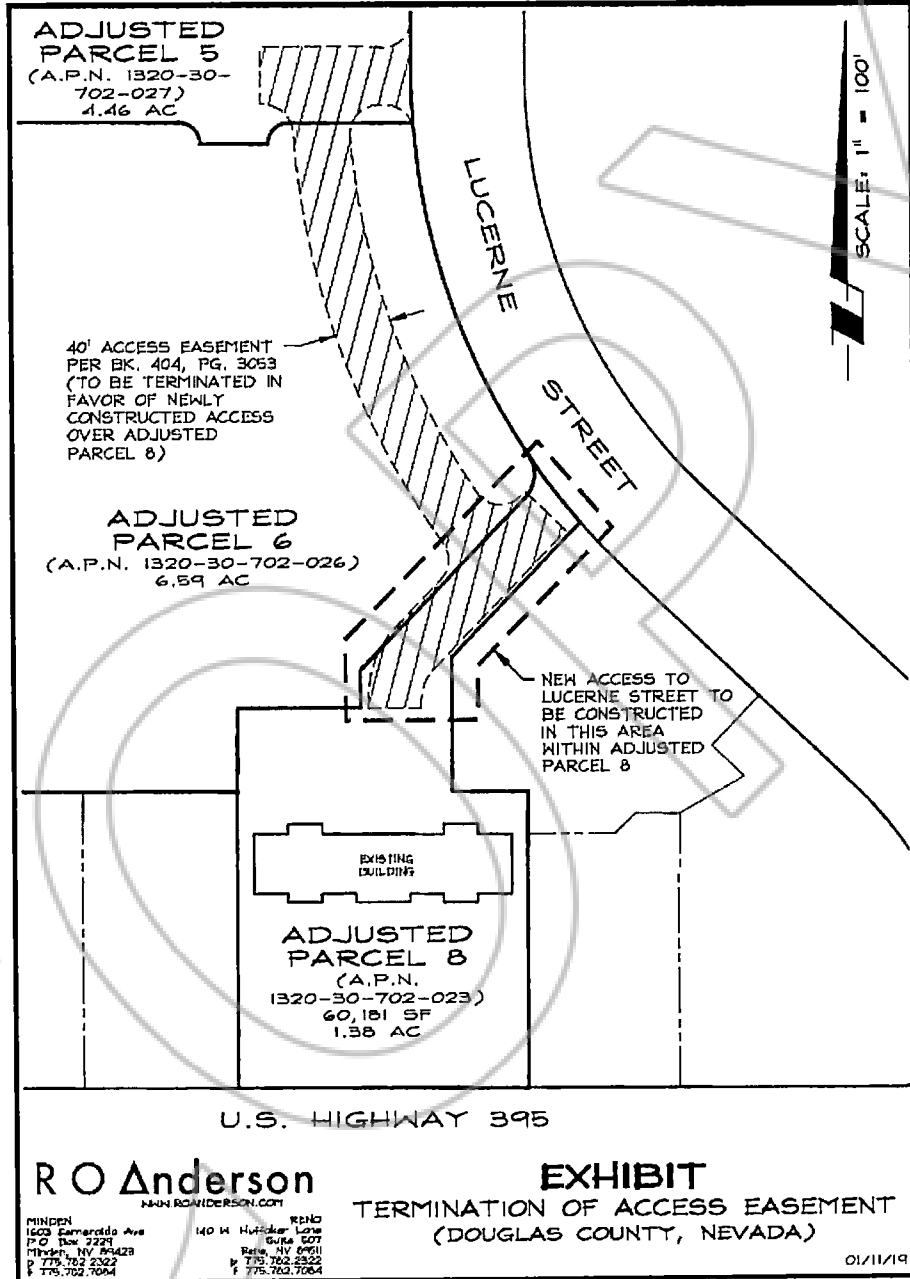 ADJUSTED
PARCEL 5
(A.P.N. 1320-30-
702-027)
4.46 AC
LUCERNE
STREET
SCALE: 1" = 100'
40' ACCESS EASEMENT
PER BK. 404, PG. 3053
(TO BE TERMINATED IN
FAVOR OF NEWLY
CONSTRUCTED ACCESS
OVER ADJUSTED
PARCEL 8)
ADJUSTED
PARCEL 6
(A.P.N. 1320-30-702-026)
6.59 AC
NEW ACCESS TO
LUCERNE STREET TO
BE CONSTRUCTED
IN THIS AREA
WITHIN ADJUSTED
PARCEL 8
EXISTING
BUILDING
ADJUSTED
PARCEL 8
(A.P.N.
1320-30-702-023)
60,181 SF
1.38 AC
U.S. HIGHWAY 395
R O Anderson
WWW.ROANDERSON.COM
MINDEN
1603 Esmeralda Ave
P O Box 2229
Minden, NV 89423
P 775.782.2322
F 775.782.7084
RENO
140 W Huffaker Lane
Suite 507
Reno, NV 89511
P 775.782.2322
F 775.782.7084
EXHIBIT
TERMINATION OF ACCESS EASEMENT
(DOUGLAS COUNTY, NEVADA)
01/11/19